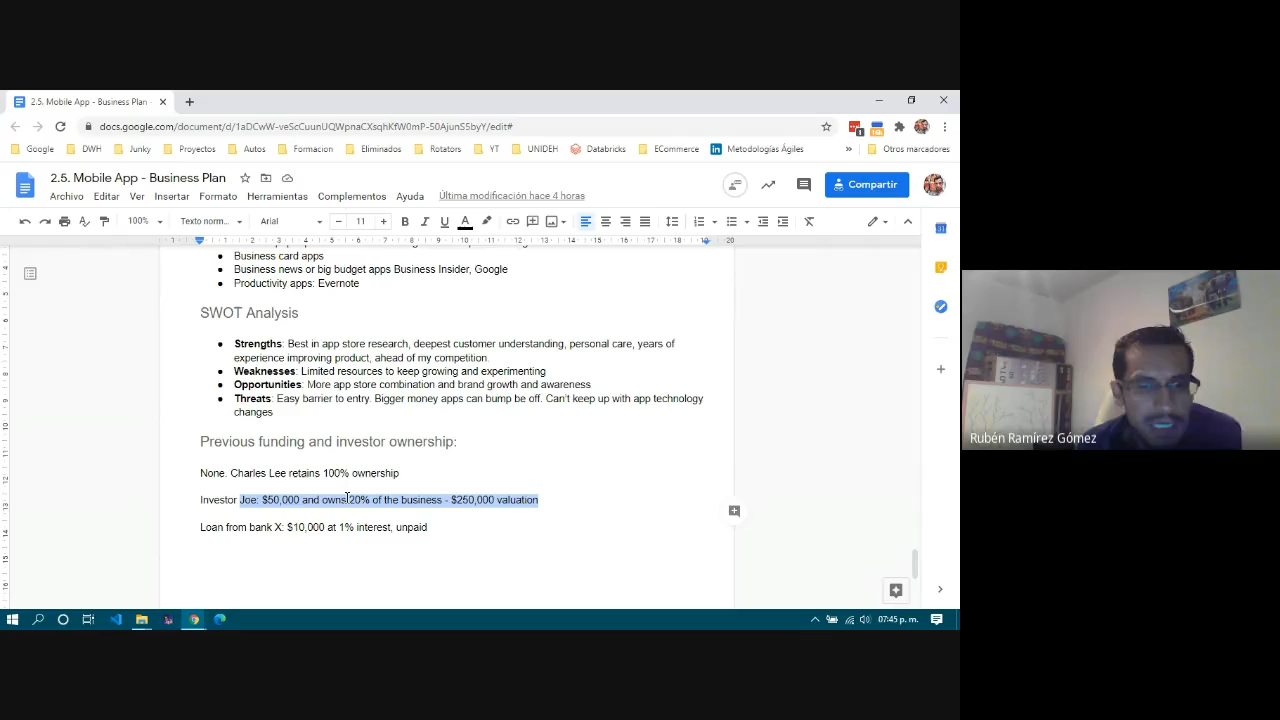 2.5. Mobile App - Business Plan
docs.google.com/document/d/1aDCwW-veScCuunUQWpnaCXsqhKfW0mP-50AjunS5byY/edit#
Google DWH Junky Proyectos Autos Formacion Eliminados Rotators YT UNIDEH Databricks ECommerce Metodologías Ágiles » Otros marcadores
2.5. Mobile App - Business Plan
Compartir
Archivo Editar Ver Insertar Formato Herramientas Complementos Ayuda Última modificación hace 4 horas
100% Texto norm... Arial 11
Business card apps
Business news or big budget apps Business Insider, Google
Productivity apps: Evernote
SWOT Analysis
Strengths: Best in app store research, deepest customer understanding, personal care, years of
experience improving product, ahead of my competition.
Weaknesses: Limited resources to keep growing and experimenting
Opportunities: More app store combination and brand growth and awareness
Threats: Easy barrier to entry. Bigger money apps can bump be off. Can't keep up with app technology
changes
Previous funding and investor ownership:
None. Charles Lee retains 100% ownership
Investor Joe: $50,000 and owns 20% of the business - $250,000 valuation
Loan from bank X: $10,000 at 1% interest, unpaid
Rubén Ramírez Gómez
07:45 p. m.